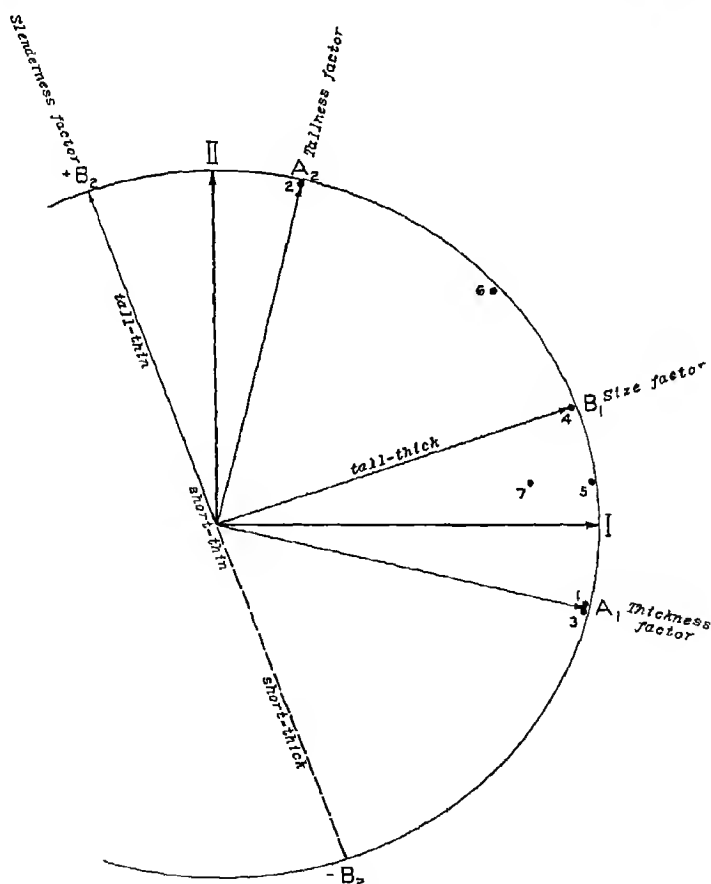 Slenderness factor
+ B2
II
A2
Tallness factor
2
tall-thin
6
B1 Size factor
4
tall-thick
7
5
short-thin
I
1
A1 Thickness
factor
3
short-thick
- B2